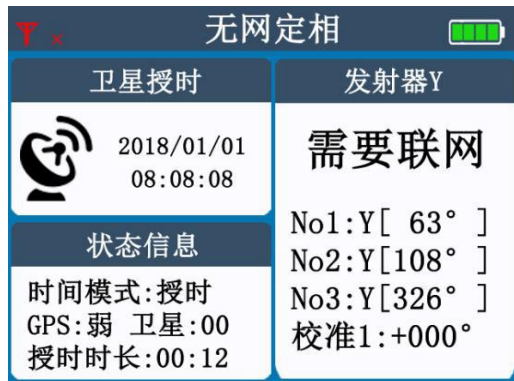 无网定相
卫星授时
2018/01/01
08:08:08
状态信息
时间模式:授时
GPS:弱 卫星:00
授时时长:00:12
发射器Y
需要联网
No1:Y[ 63° ]
No2:Y[108° ]
No3:Y[326° ]
校准1:+000°